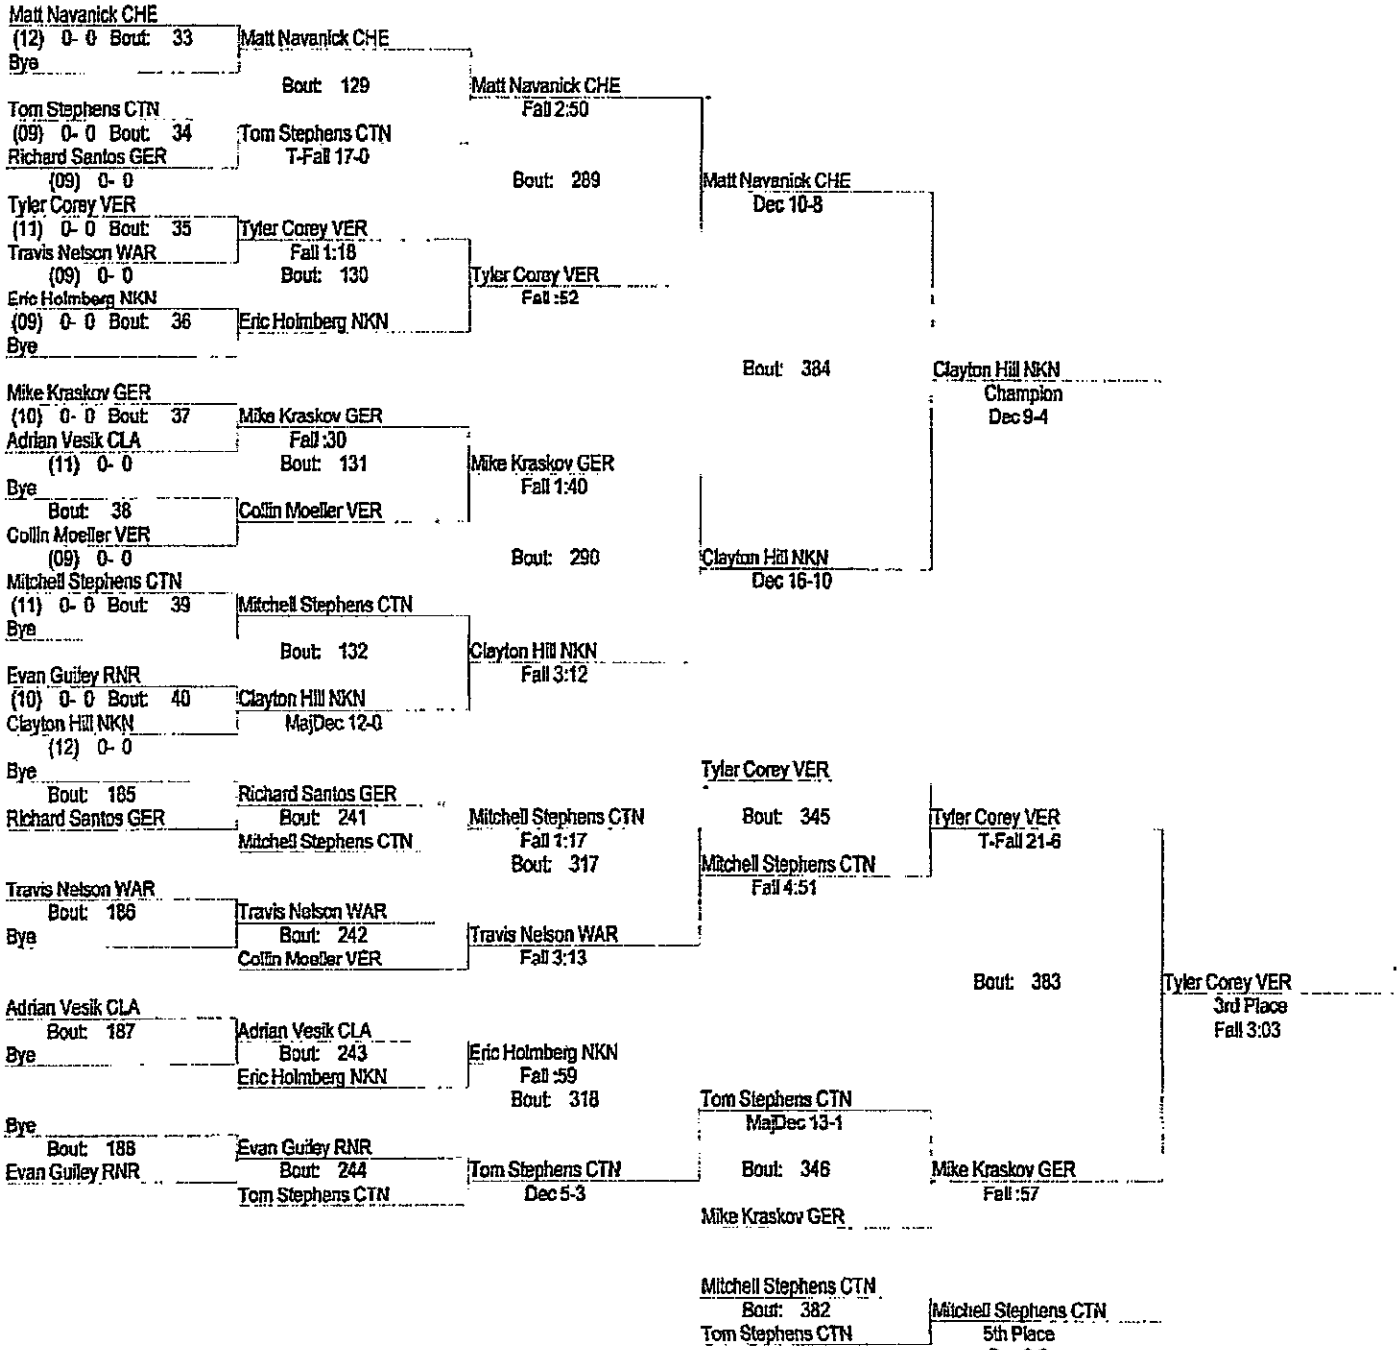 Matt Navanick CHE
(12) 0- 0 Bout: 33
Bye
Matt Navanick CHE
Bout: 129
Tom Stephens CTN
(09) 0- 0 Bout: 34
Richard Santos GER
(09) 0- 0
Tom Stephens CTN
T-Fall 17-0
Matt Navanick CHE
Fall 2:50
Bout: 289
Tyler Corey VER
(11) 0- 0 Bout: 35
Travis Nelson WAR
(09) 0- 0
Tyler Corey VER
Fall 1:18
Bout: 130
Eric Holmberg NKN
(09) 0- 0 Bout: 36
Bye
Eric Holmberg NKN
Tyler Corey VER
Fall :52
Matt Navanick CHE
Dec 10-8
Bout: 384
Clayton Hill NKN
Champion
Dec 9-4
Mike Kraskov GER
(10) 0- 0 Bout: 37
Adrian Vesik CLA
(11) 0- 0
Mike Kraskov GER
Fall :30
Bout: 131
Bye
Bout: 38
Collin Moeller VER
(09) 0- 0
Collin Moeller VER
Mike Kraskov GER
Fall 1:40
Bout: 290
Clayton Hill NKN
Dec 16-10
Mitchell Stephens CTN
(11) 0- 0 Bout: 39
Bye
Mitchell Stephens CTN
Bout: 132
Evan Guiley RNR
(10) 0- 0 Bout: 40
Clayton Hill NKN
(12) 0- 0
Clayton Hill NKN
MajDec 12-0
Clayton Hill NKN
Fall 3:12
Bye
Bout: 185
Richard Santos GER
Richard Santos GER
Bout: 241
Mitchell Stephens CTN
Mitchell Stephens CTN
Fall 1:17
Bout: 317
Tyler Corey VER
Bout: 345
Mitchell Stephens CTN
Fall 4:51
Tyler Corey VER
T-Fall 21-6
Travis Nelson WAR
Bout: 186
Bye
Travis Nelson WAR
Bout: 242
Collin Moeller VER
Travis Nelson WAR
Fall 3:13
Bout: 383
Tyler Corey VER
3rd Place
Fall 3:03
Adrian Vesik CLA
Bout: 187
Bye
Adrian Vesik CLA
Bout: 243
Eric Holmberg NKN
Eric Holmberg NKN
Fall :59
Bout: 318
Bye
Bout: 188
Evan Guiley RNR
Evan Guiley RNR
Bout: 244
Tom Stephens CTN
Tom Stephens CTN
Dec 5-3
Tom Stephens CTN
MajDec 13-1
Bout: 346
Mike Kraskov GER
Mike Kraskov GER
Fall :57
Mitchell Stephens CTN
Bout: 382
Tom Stephens CTN
Mitchell Stephens CTN
5th Place